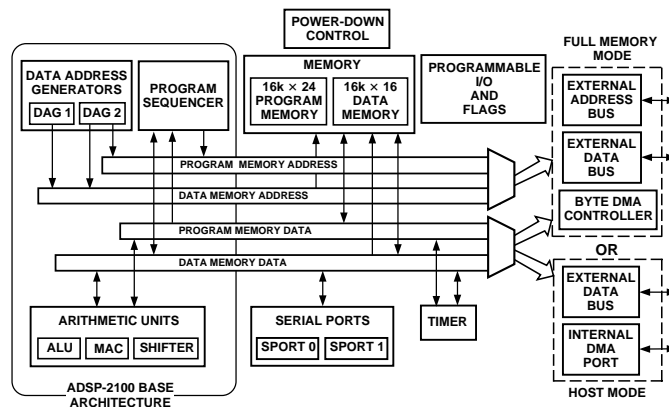 POWER-DOWN
CONTROL
FULL MEMORY
MODE
DATA ADDRESS
GENERATORS
DAG 1
DAG 2
PROGRAM
SEQUENCER
MEMORY
16k × 24
PROGRAM
MEMORY
16k × 16
DATA
MEMORY
PROGRAMMABLE
I/O
AND
FLAGS
EXTERNAL
ADDRESS
BUS
EXTERNAL
DATA
BUS
BYTE DMA
CONTROLLER
PROGRAM MEMORY ADDRESS
DATA MEMORY ADDRESS
PROGRAM MEMORY DATA
DATA MEMORY DATA
OR
ARITHMETIC UNITS
ALU
MAC
SHIFTER
SERIAL PORTS
SPORT 0
SPORT 1
TIMER
EXTERNAL
DATA
BUS
INTERNAL
DMA
PORT
HOST MODE
ADSP-2100 BASE
ARCHITECTURE